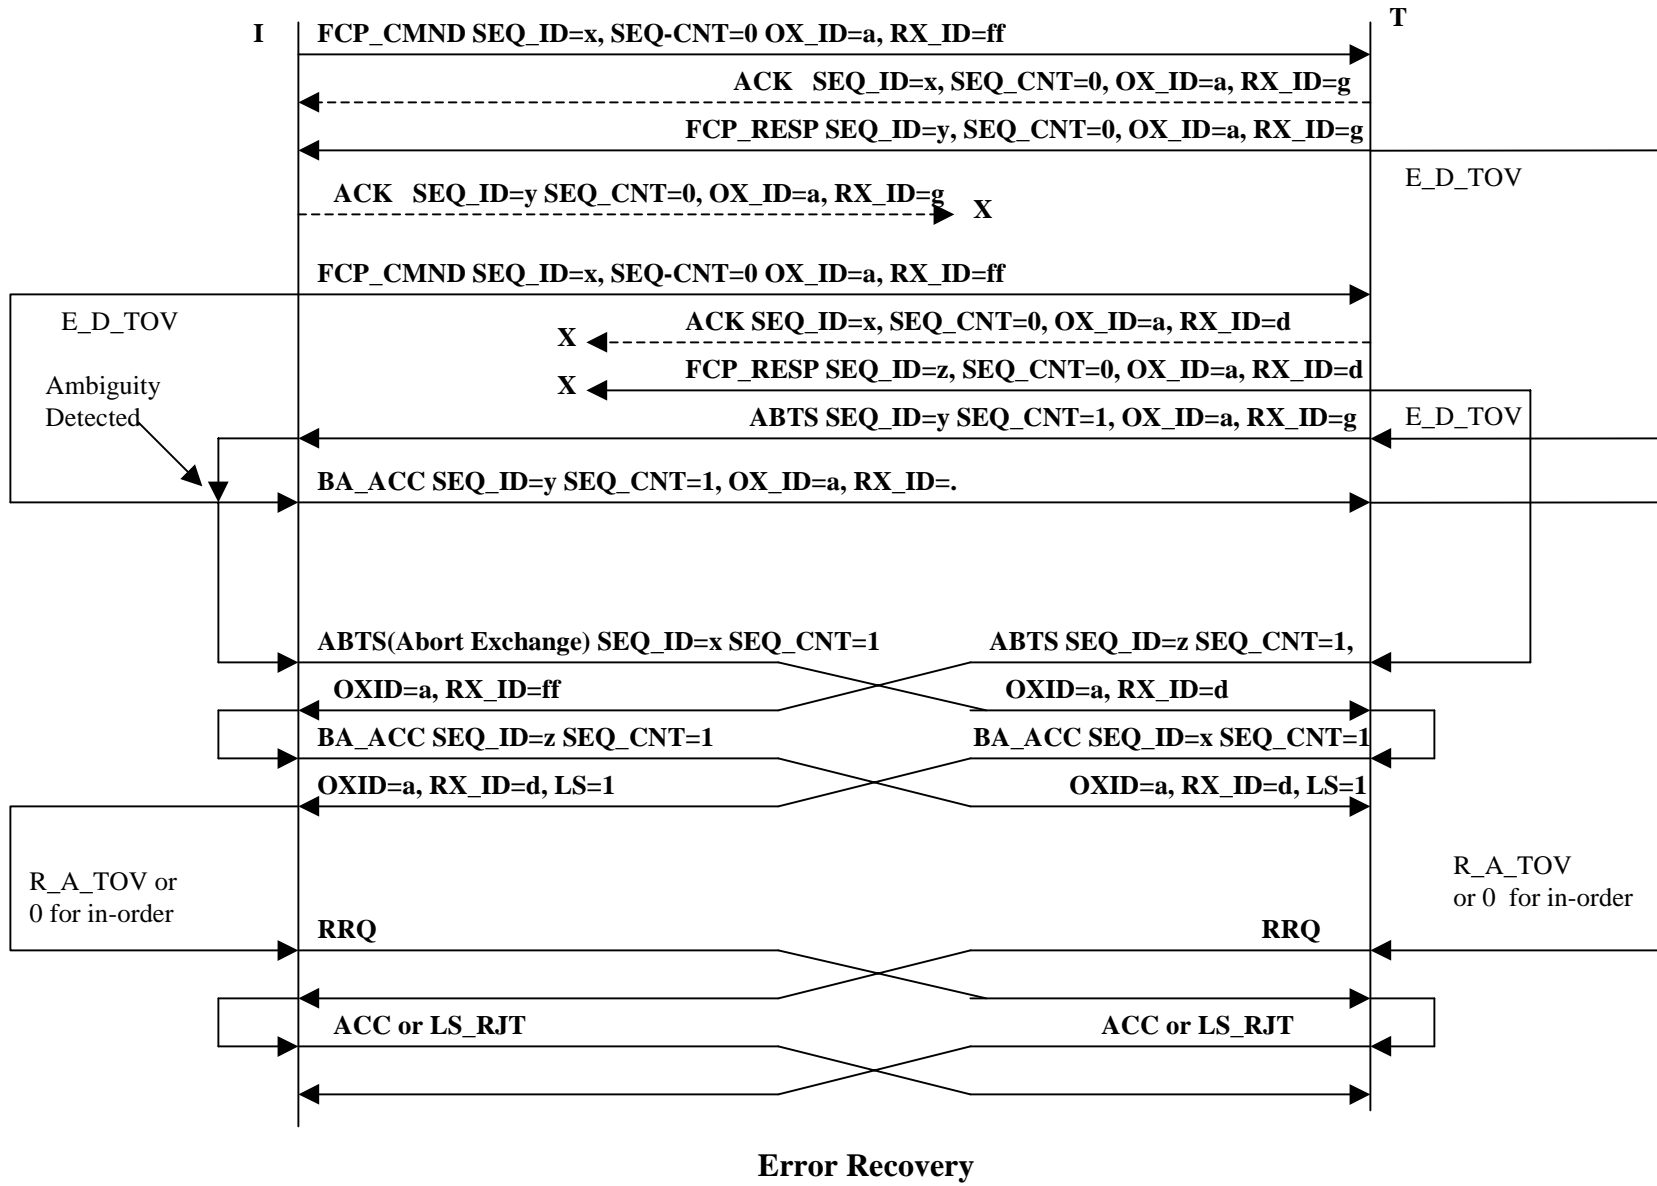 I
T
FCP_CMND SEQ_ID=x, SEQ-CNT=0 OX_ID=a, RX_ID=ff
ACK SEQ_ID=x, SEQ_CNT=0, OX_ID=a, RX_ID=g
FCP_RESP SEQ_ID=y, SEQ_CNT=0, OX_ID=a, RX_ID=g
E_D_TOV
ACK SEQ_ID=y SEQ_CNT=0, OX_ID=a, RX_ID=g
X
FCP_CMND SEQ_ID=x, SEQ-CNT=0 OX_ID=a, RX_ID=ff
E_D_TOV
ACK SEQ_ID=x, SEQ_CNT=0, OX_ID=a, RX_ID=d
X
FCP_RESP SEQ_ID=z, SEQ_CNT=0, OX_ID=a, RX_ID=d
X
Ambiguity
Detected
ABTS SEQ_ID=y SEQ_CNT=1, OX_ID=a, RX_ID=g
E_D_TOV
BA_ACC SEQ_ID=y SEQ_CNT=1, OX_ID=a, RX_ID=.
ABTS(Abort Exchange) SEQ_ID=x SEQ_CNT=1
ABTS SEQ_ID=z SEQ_CNT=1,
OXID=a, RX_ID=ff
OXID=a, RX_ID=d
BA_ACC SEQ_ID=z SEQ_CNT=1
BA_ACC SEQ_ID=x SEQ_CNT=1
OXID=a, RX_ID=d, LS=1
OXID=a, RX_ID=d, LS=1
R_A_TOV or
0 for in-order
R_A_TOV
or 0 for in-order
RRQ
RRQ
ACC or LS_RJT
ACC or LS_RJT
Error Recovery